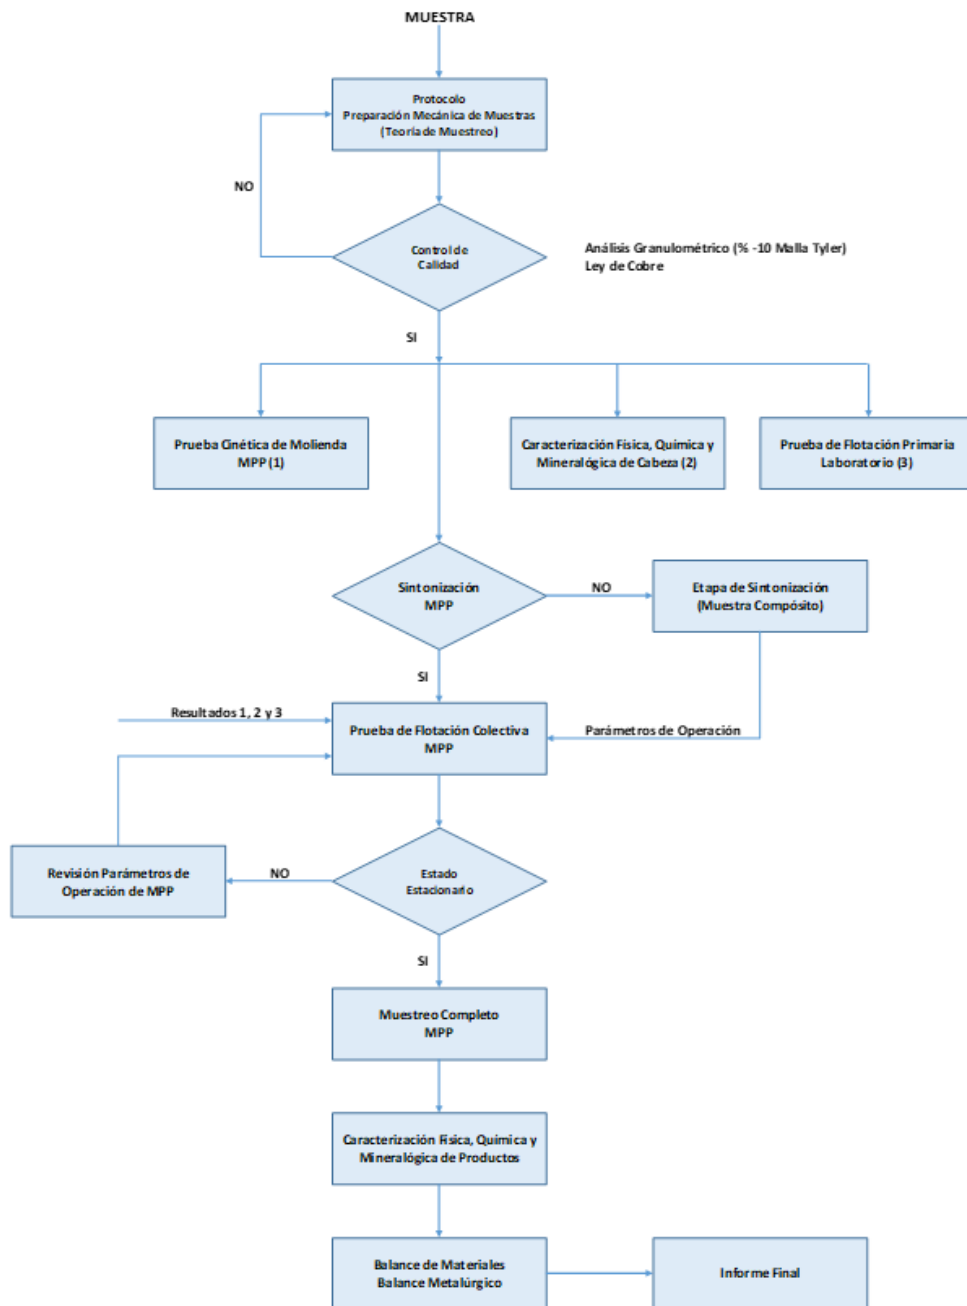 MUESTRA
Protocolo
Preparación Mecánica de Muestras
(Teoría de Muestreo)
NO
Control de
Calidad
Análisis Granulométrico (% -10 Malla Tyler)
Ley de Cobre
SI
Prueba Cinética de Molienda
MPP (1)
Caracterización Física, Química y
Mineralógica de Cabeza (2)
Prueba de Flotación Primaria
Laboratorio (3)
Sintonización
MPP
NO
Etapa de Sintonización
(Muestra Compósito)
SI
Resultados 1, 2 y 3
Prueba de Flotación Colectiva
MPP
Parámetros de Operación
Revisión Parámetros de
Operación de MPP
NO
Estado
Estacionario
SI
Muestreo Completo
MPP
Caracterización Física, Química y
Mineralógica de Productos
Balance de Materiales
Balance Metalúrgico
Informe Final